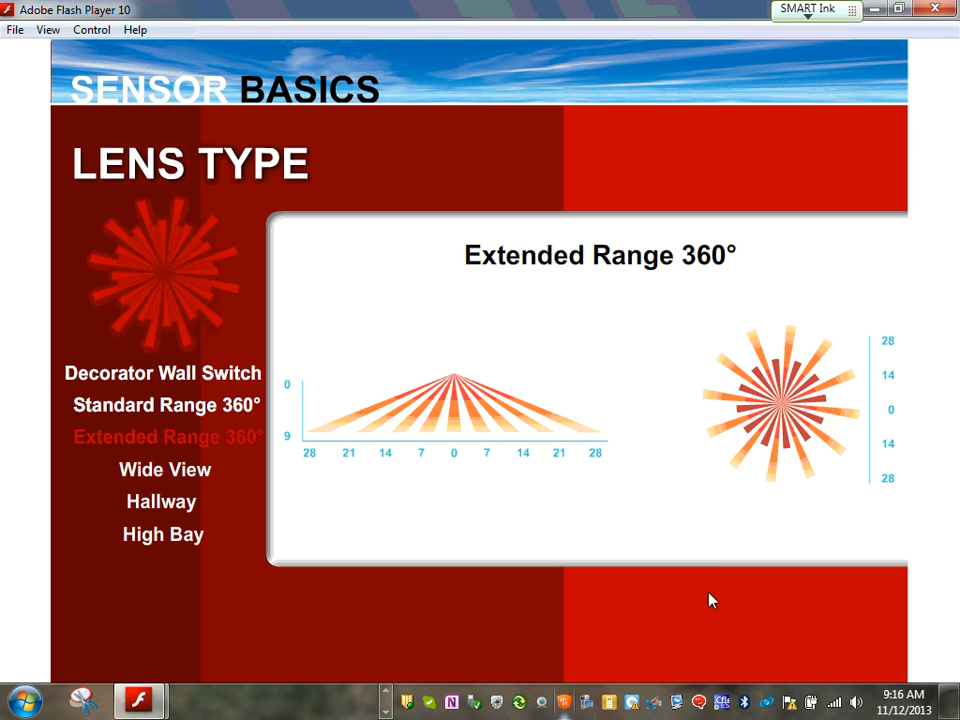 Adobe Flash Player 10
SMART Ink
File View Control Help
SENSOR BASICS
LENS TYPE
Extended Range 360°
Decorator Wall Switch
Standard Range 360°
Extended Range 360°
Wide View
Hallway
High Bay
0
9
28 21 14 7 0 7 14 21 28
28
14
0
14
28
9:16 AM
11/12/2013